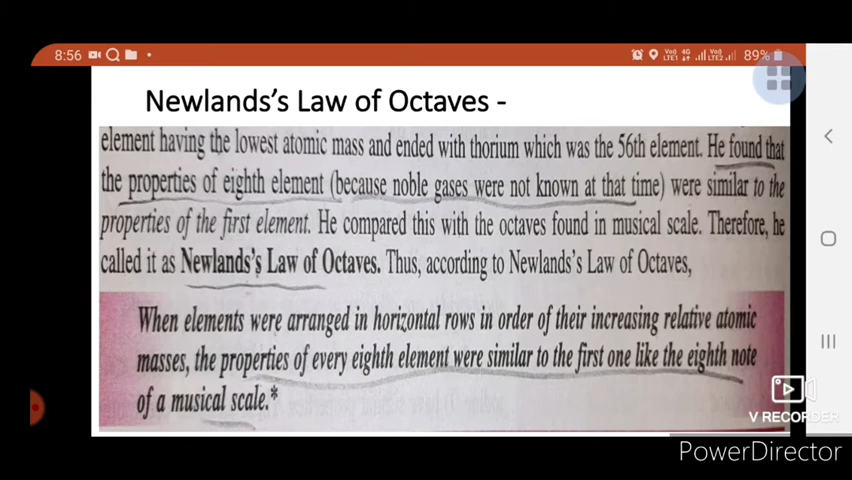 8:56
89%
Newlands's Law of Octaves -
element having the lowest atomic mass and ended with thorium which was the 56th element. He found that
the properties of eighth element (because noble gases were not known at that time) were similar to the
properties of the first element. He compared this with the octaves found in musical scale. Therefore, he
called it as Newlands's Law of Octaves. Thus, according to Newlands's Law of Octaves,
When elements were arranged in horizontal rows in order of their increasing relative atomic
masses, the properties of every eighth element were similar to the first one like the eighth note
of a musical scale.*
V RECORDER
PowerDirector